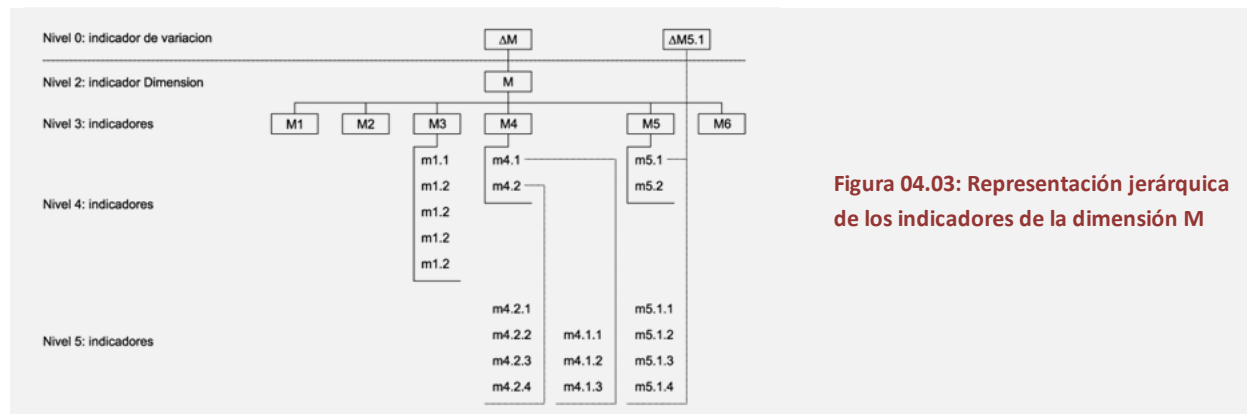 Nivel 0: indicador de variacion
ΔM
ΔM5.1
Nivel 2: indicador Dimension
M
Nivel 3: indicadores
M1
M2
M3
M4
M5
M6
m1.1
m4.1
m5.1
m1.2
m4.2
m5.2
Nivel 4: indicadores
m1.2
m1.2
m1.2
m4.2.1
m5.1.1
Nivel 5: indicadores
m4.2.2
m4.1.1
m5.1.2
m4.2.3
m4.1.2
m5.1.3
m4.2.4
m4.1.3
m5.1.4
Figura 04.03: Representación jerárquica
de los indicadores de la dimensión M